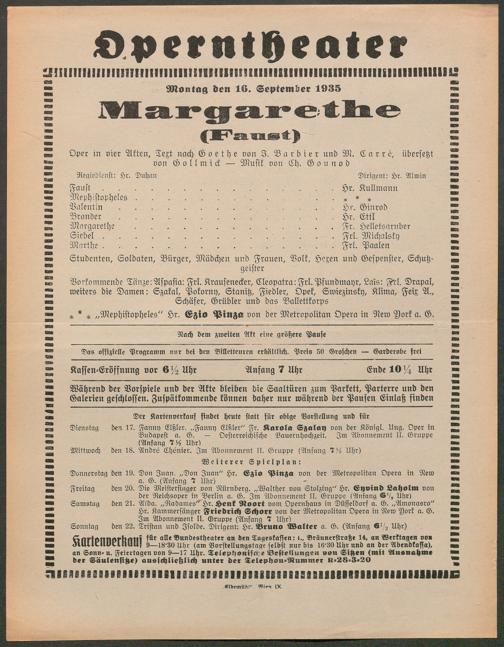 Operntheater
Montag den 16. September 1935
Margarethe
(Faust)
Oper in vier Akten, Text nach Goethe von J. Barbier und M. Carré, übersetzt
von Gollmick — Musik von Ch. Gounod
Regiedienst: Hr. Duhan Dirigent: Hr. Alwin
Faust . . . . . . . . . . Hr. Kullmann
Mephistopheles . . . . . . . . . . * * *
Valentin . . . . . . . . . . Hr. Ginrod
Brander . . . . . . . . . . Hr. Ettl
Margarethe . . . . . . . . . . Fr. Helletsgruber
Siebel . . . . . . . . . . Frl. Michalsky
Marthe . . . . . . . . . . Fr. Paalen
Studenten, Soldaten, Bürger, Mädchen und Frauen, Volk, Hexen und Gespenster, Schutz-
geister
Vorkommende Tänze: Aspasia: Frl. Krausenecker, Cleopatra: Frl. Pfundmayr, Lais: Frl. Drapal,
weiters die Damen: Szakal, Pokorny, Stanitz, Fiedler, Opek, Swiezinsky, Klima, Feix A.,
Schäfer, Grübler und das Ballettkorps
* * * „Mephistopheles" Hr. Ezio Pinza von der Metropolitan Opera in New York a. G.
Nach dem zweiten Akt eine größere Pause
Das offizielle Programm nur bei den Billetteuren erhältlich. Preis 50 Groschen — Garderobe frei
Kassen-Eröffnung vor 6½ Uhr Anfang 7 Uhr Ende 10¼ Uhr
Während der Vorspiele und der Akte bleiben die Saaltüren zum Parkett, Parterre und den
Galerien geschlossen. Zuspätkommende können daher nur während der Pausen Einlaß finden
Der Kartenverkauf findet heute statt für obige Vorstellung und für
Dienstag den 17. Fanny Elßler. „Fanny Elßler" Fr. Karola Szalay von der Königl. Ung. Oper in
Budapest a. G. — Oesterreichische Bauernhochzeit. Im Abonnement II. Gruppe
(Anfang 7½ Uhr)
Mittwoch den 18. André Chénier. Im Abonnement II. Gruppe (Anfang 7½ Uhr)
Weiterer Spielplan:
Donnerstag den 19. Don Juan. „Don Juan" Hr. Ezio Pinza von der Metropolitan Opera in New
a. G. (Anfang 7 Uhr)
Freitag den 20. Die Meistersinger von Nürnberg. „Walther von Stolzing" Hr. Eyvind Laholm von
der Reichsoper in Berlin a. G. Im Abonnement II. Gruppe (Anfang 6¼ Uhr)
Samstag den 21. Aïda. „Radames" Hr. Henk Noort vom Opernhaus in Düsseldorf a. G. „Amonasro"
Hr. Kammersänger Friedrich Schorr von der Metropolitan Opera in New York a. G.
Im Abonnement II. Gruppe (Anfang 7 Uhr)
Sonntag den 22. Tristan und Isolde. Dirigent: Hr. Bruno Walter a. G. (Anfang 6½ Uhr)
Kartenverkauf für alle Bundestheater an den Tageskassen: I., Bräunerstraße 14, an Werktagen von
9—18·30 Uhr (am Vorstellungstage selbst nur bis 16·30 Uhr und an der Abendkassa),
an Sonn- u. Feiertagen von 9—17 Uhr. Telephonische Bestellungen von Sitzen (mit Ausnahme
der Säulensitze) ausschließlich unter der Telephon-Nummer R-28-3-20
„Elbemühl", Wien IX.